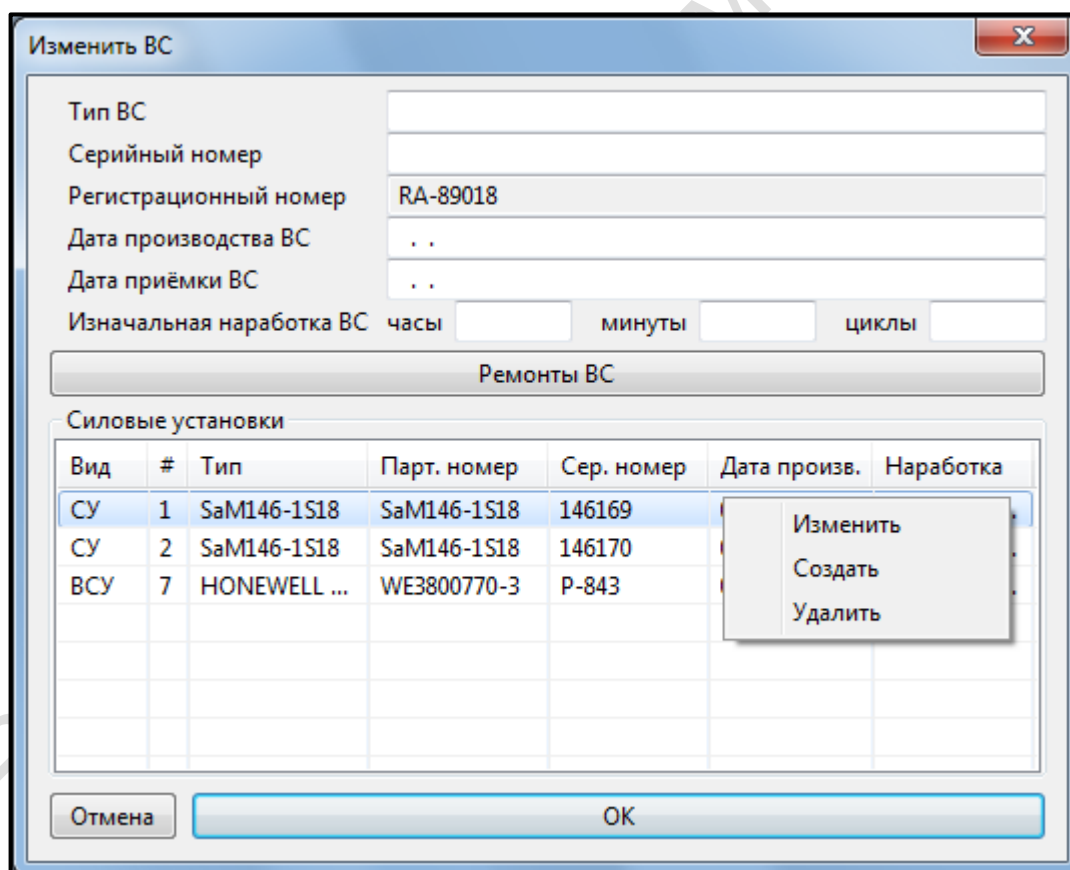 Изменить ВС
Тип ВС
Серийный номер
Регистрационный номер RA-89018
Дата производства ВС . .
Дата приёмки ВС . .
Изначальная наработка ВС часы минуты циклы
Ремонты ВС
Силовые установки
Вид # Тип Парт. номер Сер. номер Дата произв. Наработка
СУ 1 SaM146-1S18 SaM146-1S18 146169
СУ 2 SaM146-1S18 SaM146-1S18 146170
ВСУ 7 HONEWELL ... WE3800770-3 P-843
Изменить
Создать
Удалить
Отмена ОК